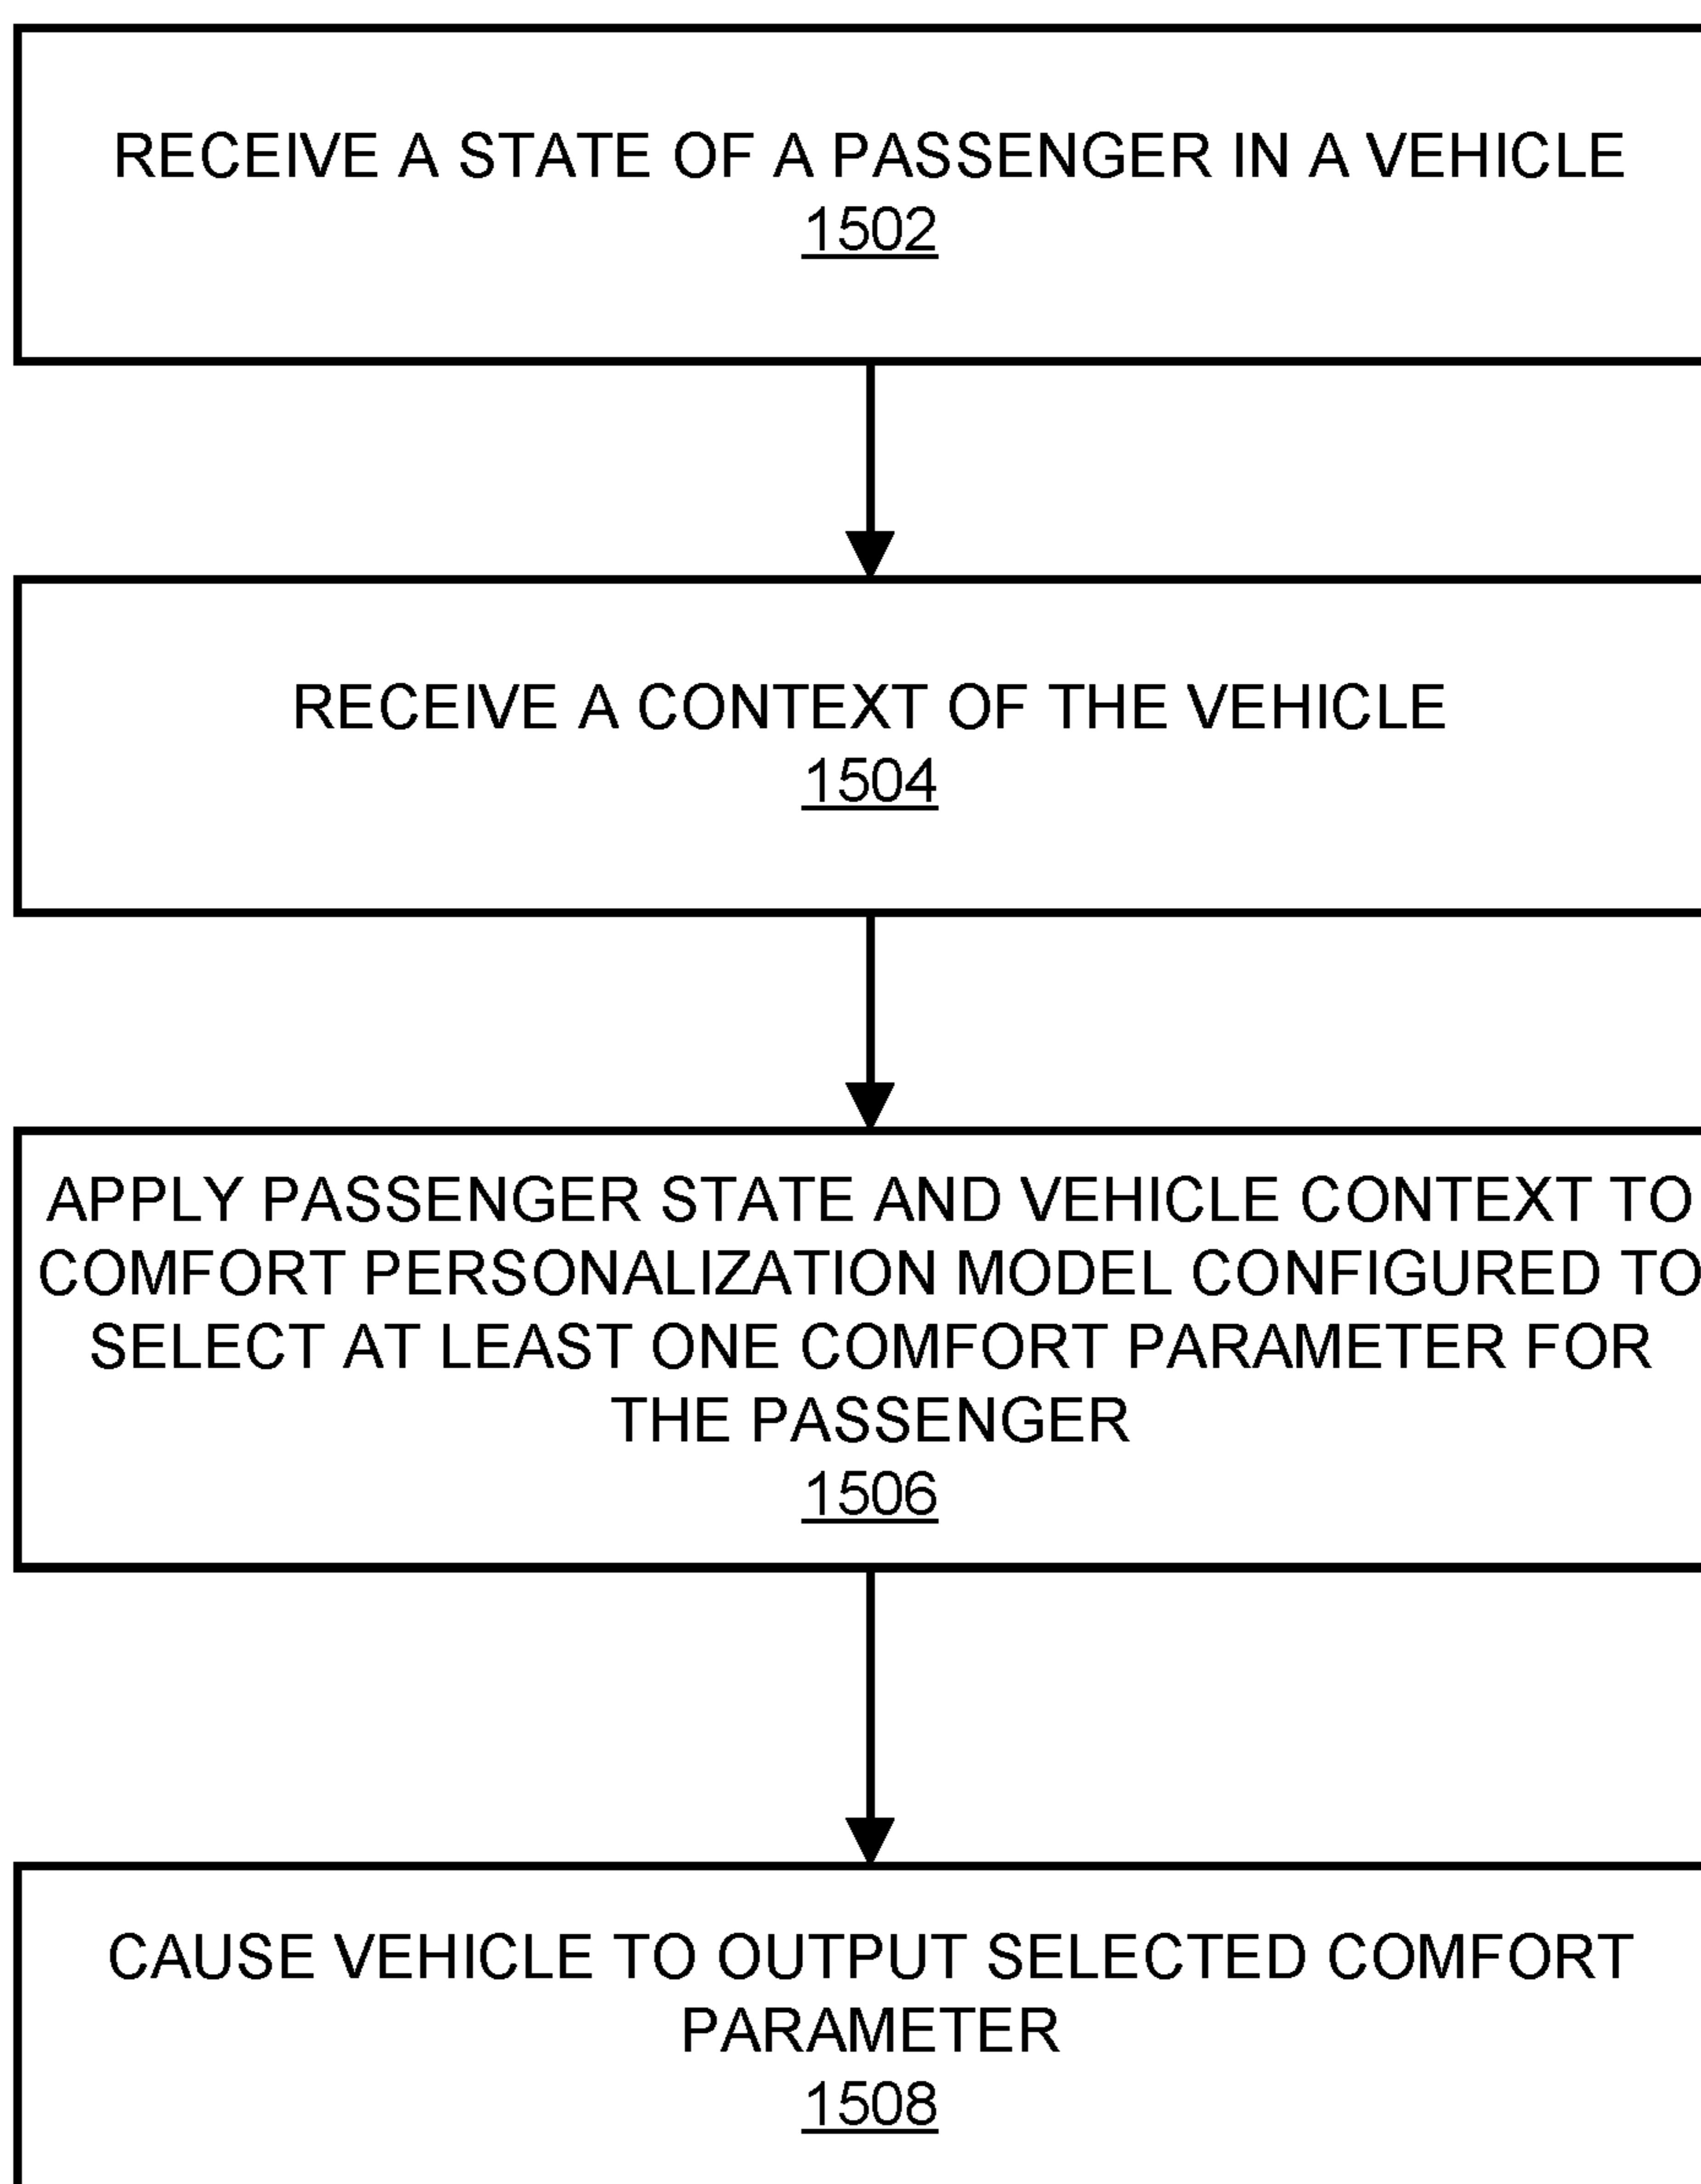 RECEIVE A STATE OF A PASSENGER IN A VEHICLE
1502
RECEIVE A CONTEXT OF THE VEHICLE
1504
APPLY PASSENGER STATE AND VEHICLE CONTEXT TO
COMFORT PERSONALIZATION MODEL CONFIGURED TO
SELECT AT LEAST ONE COMFORT PARAMETER FOR
THE PASSENGER
1506
CAUSE VEHICLE TO OUTPUT SELECTED COMFORT
PARAMETER
1508